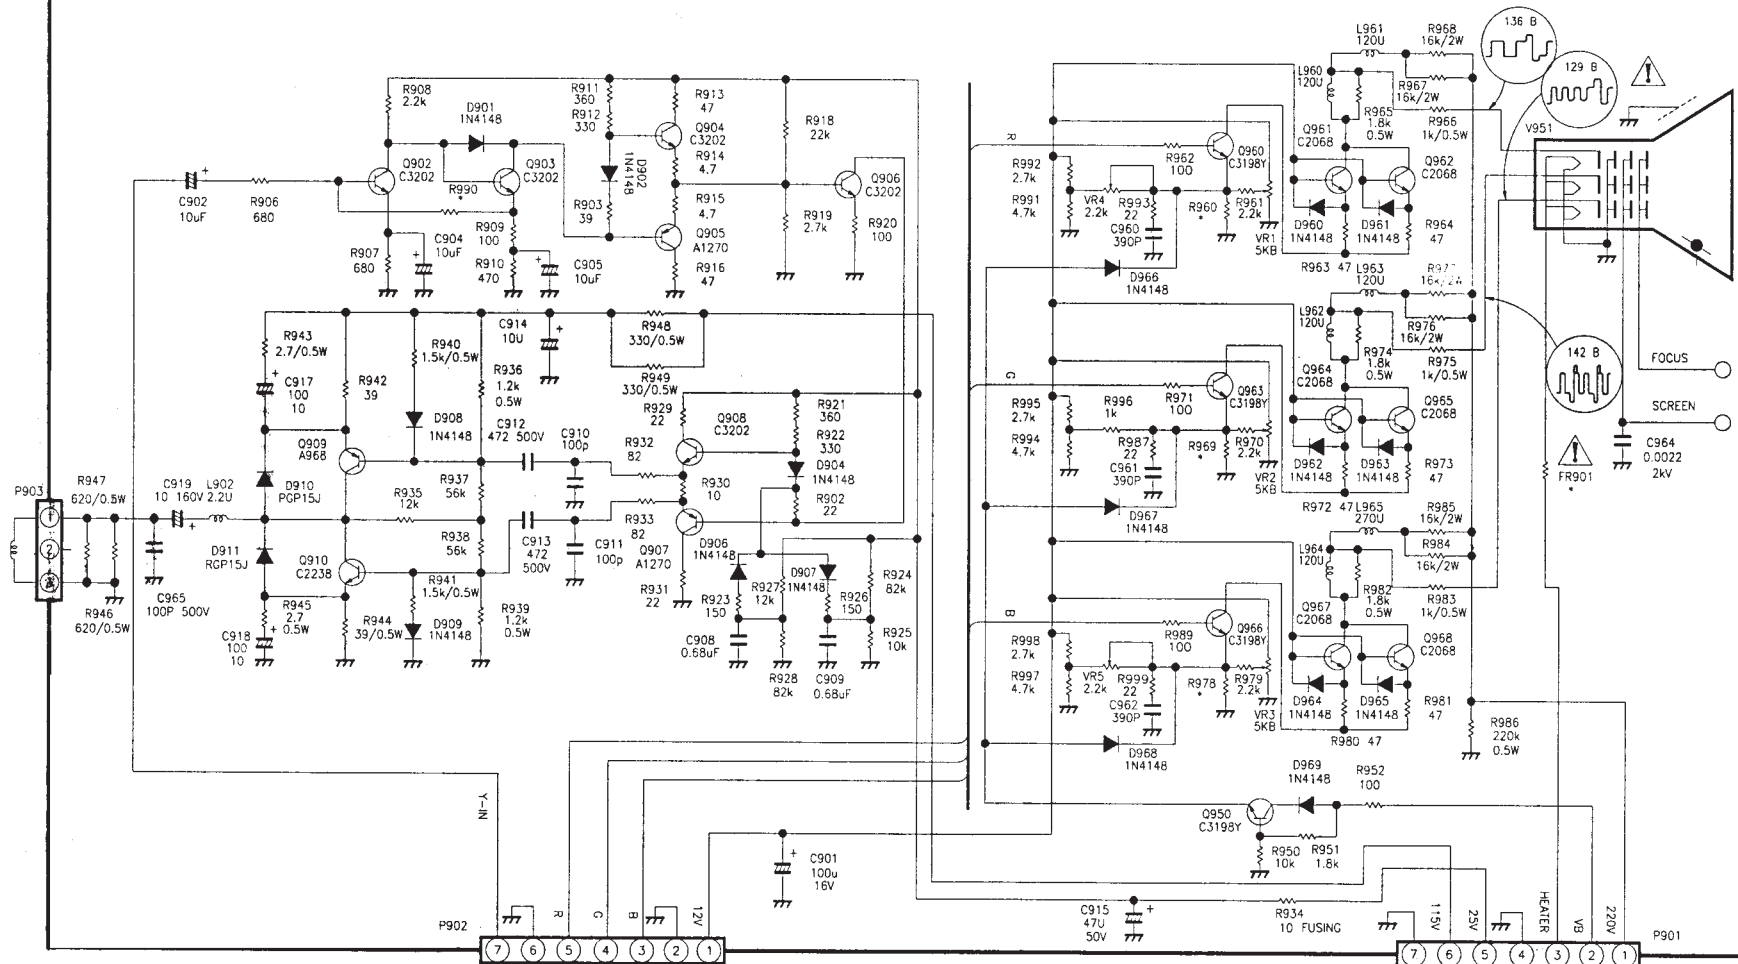 136 B
129 B
V951
L961
120U
R968
16k/2W
L960
120U
R967
16k/2W
R965
1.8k
0.5W
R966
1k/0.5W
R908
2.2k
D901
1N4148
R911
360
R912
330
R913
47
Q904
C3202
R914
4.7
R918
22k
Q902
C3202
R990
*
Q903
C3202
D902
1N4148
Q906
C3202
C902
10uF
R906
680
R909
100
R903
39
R915
4.7
Q905
A1270
R919
2.7k
R920
100
R907
680
C904
10uF
R910
470
C905
10uF
R916
47
R
R992
2.7k
R991
4.7k
VR4
2.2k
R993
22
C960
390P
R962
100
Q960
C3198Y
R960
*
R961
2.2k
VR1
5KB
Q961
C2068
Q962
C2068
D960
1N4148
D961
1N4148
R964
47
R963 47
D966
1N4148
L963
120U
16k/2W
L962
120U
R976
16k/2W
R974
1.8k
0.5W
R975
1k/0.5W
142 B
FOCUS
SCREEN
C964
0.0022
2kV
FR901
*
R943
2.7/0.5W
R940
1.5k/0.5W
C914
10U
R948
330/0.5W
R949
330/0.5W
C917
100
10
R942
39
R936
1.2k
0.5W
D908
1N4148
C912
472 500V
C910
100p
R929
22
Q908
C3202
R921
360
R922
330
D904
1N4148
Q909
A968
R932
82
R930
10
R902
22
P903
R947
620/0.5W
C919
10 160V
L902
2.2U
D910
PGP15J
R935
12k
R937
56k
R933
82
R938
56k
C913
472
500V
C911
100p
Q907
A1270
D906
1N4148
D907
1N4148
D911
RGP15J
Q910
C2238
R941
1.5k/0.5W
R931
22
R923
150
R927
12k
R926
150
R924
82k
C965
100P 500V
R946
620/0.5W
R945
2.7
0.5W
R944
39/0.5W
D909
1N4148
R939
1.2k
0.5W
C918
100
10
C908
0.68uF
R928
82k
C909
0.68uF
R925
10k
G
R995
2.7k
R994
4.7k
R996
1k
R987
22
C961
390P
R971
100
Q963
C3198Y
R969
*
R970
2.2k
VR2
5KB
Q964
C2068
Q965
C2068
D962
1N4148
D963
1N4148
R973
47
R972 47
D967
1N4148
L965
270U
R985
16k/2W
R984
16k/2W
L964
120U
R982
1.8k
0.5W
R983
1k/0.5W
B
R998
2.7k
R997
4.7k
VR5
2.2k
R999
22
C962
390P
R989
100
Q966
C3198Y
R978
*
R979
2.2k
VR3
5KB
Q967
C2068
Q968
C2068
D964
1N4148
D965
1N4148
R981
47
R980 47
D968
1N4148
R986
220k
0.5W
D969
1N4148
R952
100
Q950
C3198Y
R950
10k
R951
1.8k
Y-IN
C901
100u
16V
R
G
B
12V
C915
47U
50V
R934
10 FUSING
115V
25V
HEATER
VB
220V
P902
7 6 5 4 3 2 1
P901
7 6 5 4 3 2 1